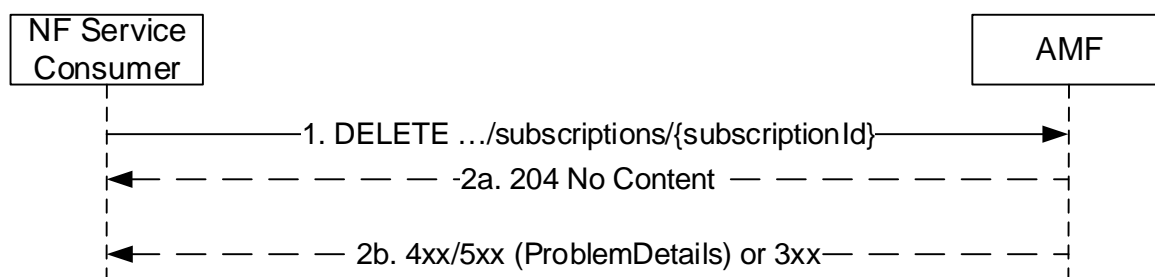 NF Service
Consumer
AMF
1. DELETE …/subscriptions/{subscriptionId}
2a. 204 No Content
2b. 4xx/5xx (ProblemDetails) or 3xx